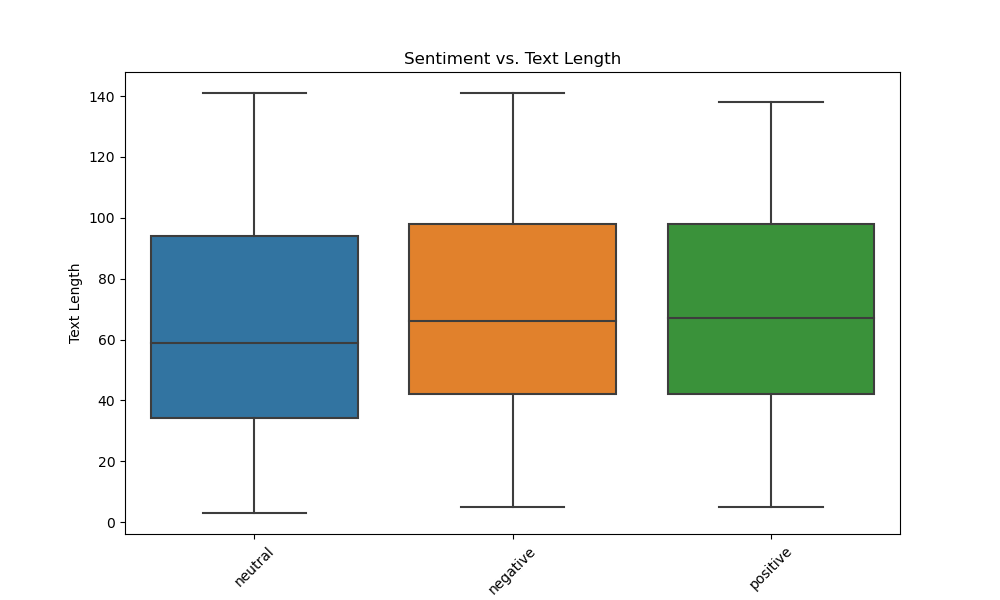 Sentiment vs. Text Length
140
120
100
80
60
40
20
0
Text Length
neutral
negative
positive